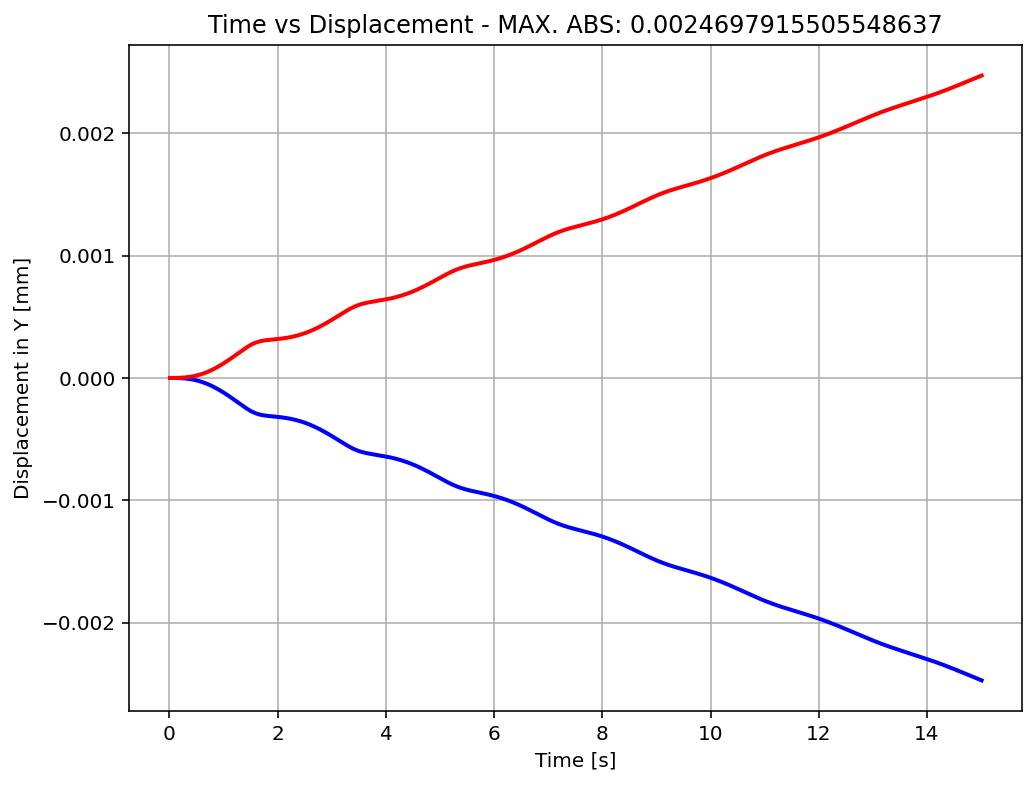 Time vs Displacement - MAX. ABS: 0.0024697915505548637
Displacement in Y [mm]
0.002
0.001
0.000
−0.001
−0.002
0 2 4 6 8 10 12 14
Time [s]